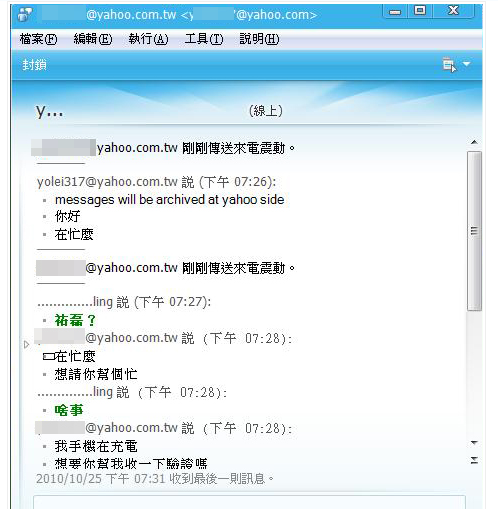 yahoo.com.tw <y @yahoo.com>
檔案(F) 編輯(E) 執行(A) 工具(T) 說明(H)
封鎖
y... (線上)
yahoo.com.tw 剛剛傳送來電震動。
yolei317@yahoo.com.tw 說 (下午 07:26):
messages will be archived at yahoo side
你好
在忙麼
@yahoo.com.tw 剛剛傳送來電震動。
..............ling 說 (下午 07:27):
祐磊？
@yahoo.com.tw 說 (下午 07:28):
在忙麼
想請你幫個忙
..............ling 說 (下午 07:28):
啥事
@yahoo.com.tw 說 (下午 07:28):
我手機在充電
想要你幫我收一下驗證嗎
2010/10/25 下午 07:31 收到最後一則訊息。